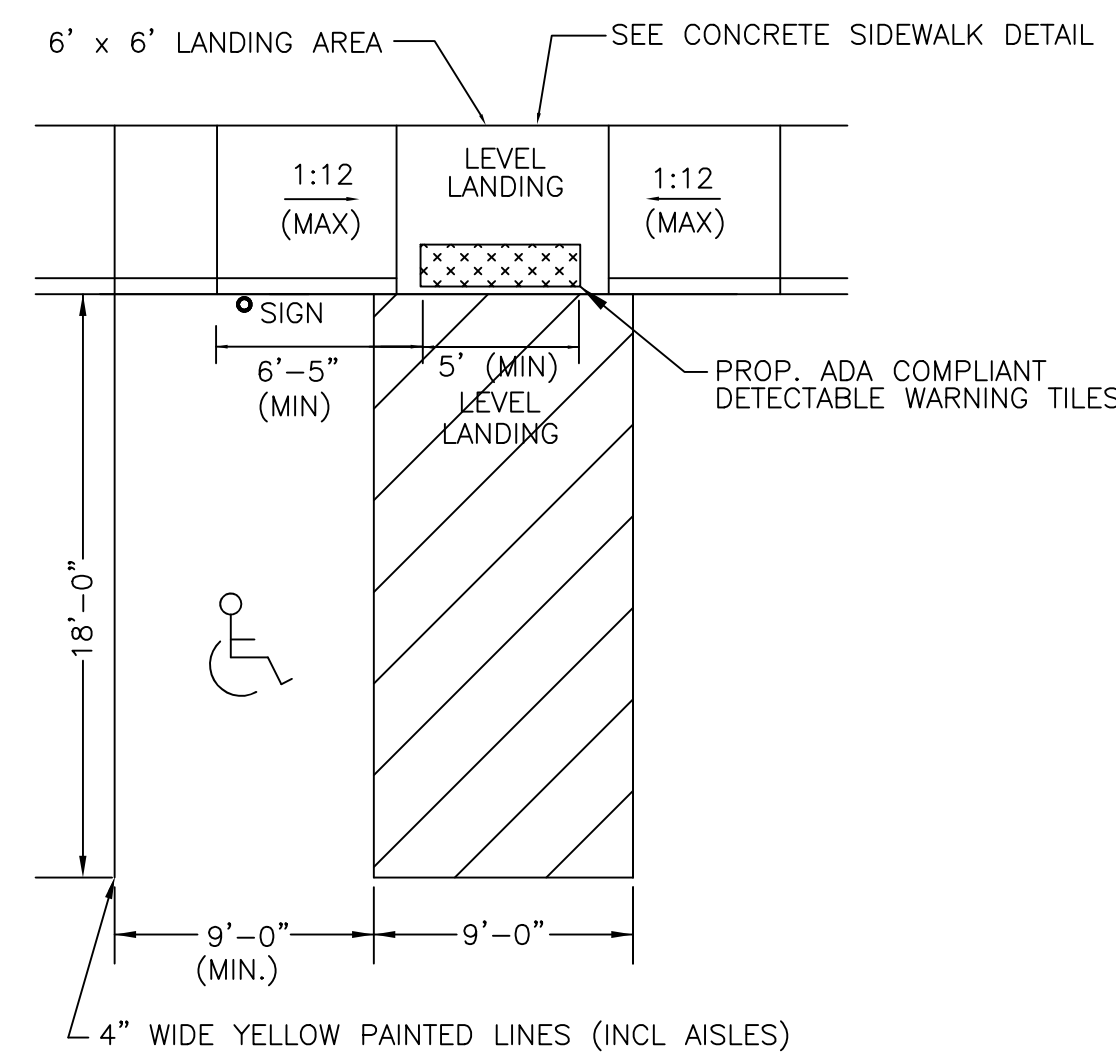 6' x 6' LANDING AREA
SEE CONCRETE SIDEWALK DETAIL
1:12
(MAX)
LEVEL
LANDING
1:12
(MAX)
SIGN
6'-5"
(MIN)
5' (MIN)
LEVEL
LANDING
PROP. ADA COMPLIANT
DETECTABLE WARNING TILES
18'-0"
9'-0"
(MIN.)
9'-0"
4" WIDE YELLOW PAINTED LINES (INCL AISLES)